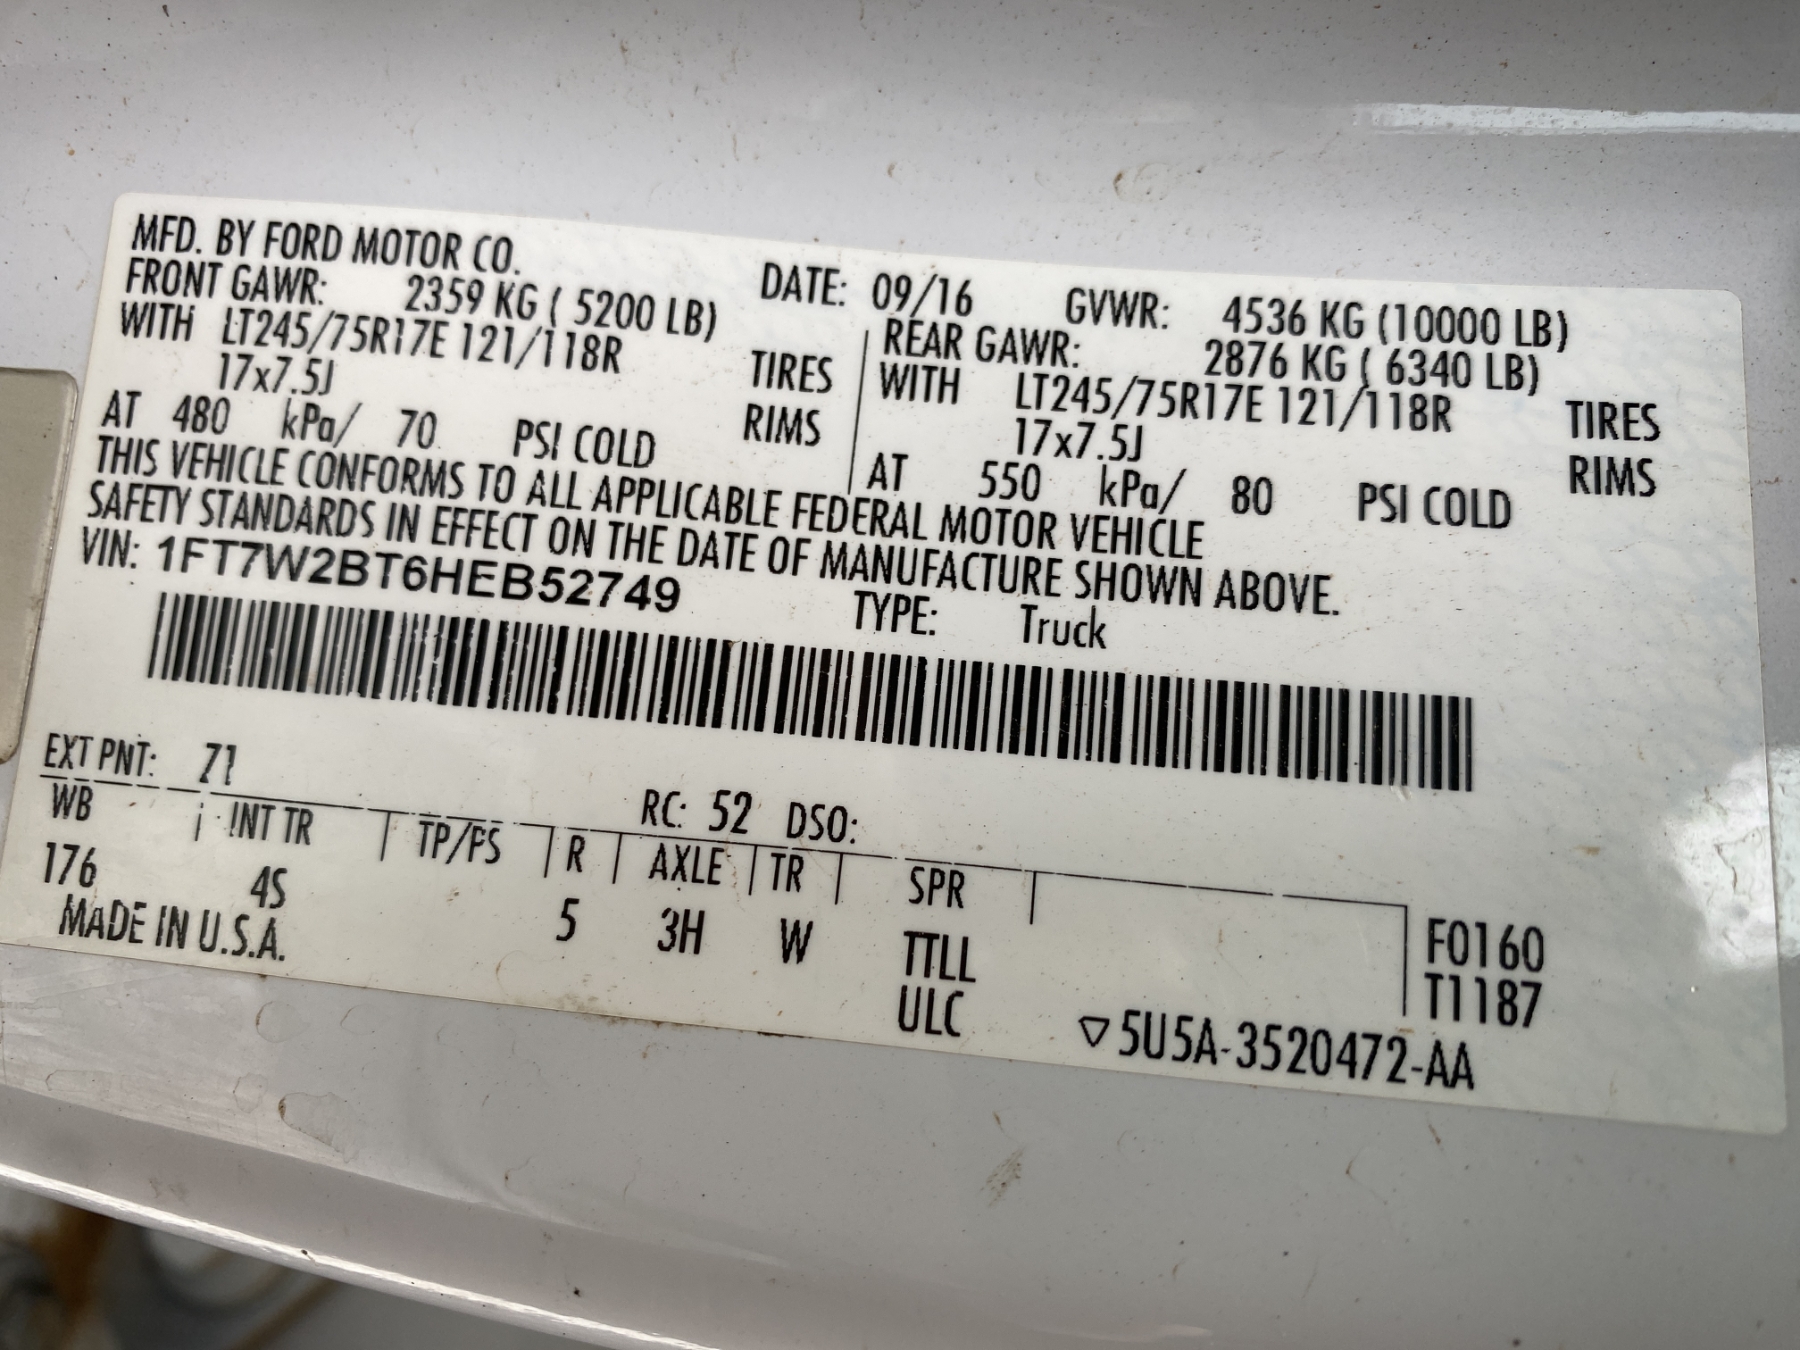 MFD. BY FORD MOTOR CO.
DATE: 09/16 GVWR: 4536 KG (10000 LB)
FRONT GAWR: 2359 KG ( 5200 LB)
WITH LT245/75R17E 121/118R TIRES
17x7.5J RIMS
AT 480 kPa/ 70 PSI COLD
REAR GAWR: 2876 KG ( 6340 LB)
WITH LT245/75R17E 121/118R TIRES
17x7.5J RIMS
AT 550 kPa/ 80 PSI COLD
THIS VEHICLE CONFORMS TO ALL APPLICABLE FEDERAL MOTOR VEHICLE
SAFETY STANDARDS IN EFFECT ON THE DATE OF MANUFACTURE SHOWN ABOVE.
VIN: 1FT7W2BT6HEB52749 TYPE: Truck
EXT PNT: Z1 RC: 52 DSO:
WB INT TR TP/PS R AXLE TR SPR
176 4S 5 3H W TTLL F0160
MADE IN U.S.A. ULC T1187
▽5U5A-3520472-AA